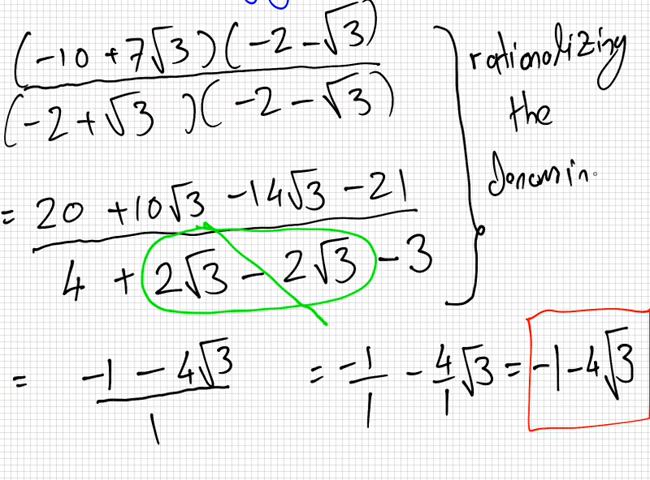 (-10 + 7√3)(-2 - √3)
(-2 + √3)(-2 - √3)
rationalizing
the
denomin.
= 20 + 10√3 - 14√3 - 21
4 + 2√3 - 2√3 - 3
= -1 - 4√3 / 1 = -1/1 - 4/1 √3 = -1 - 4√3